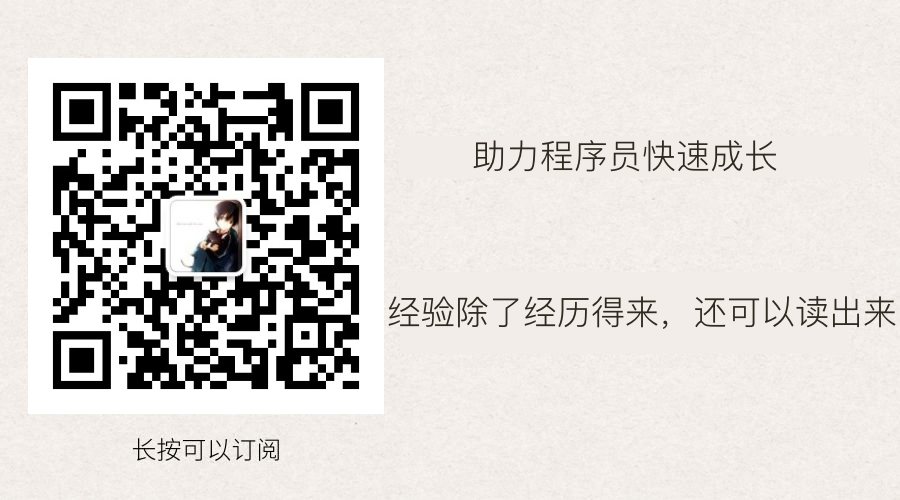 助力程序员快速成长
经验除了经历得来，还可以读出来
长按可以订阅